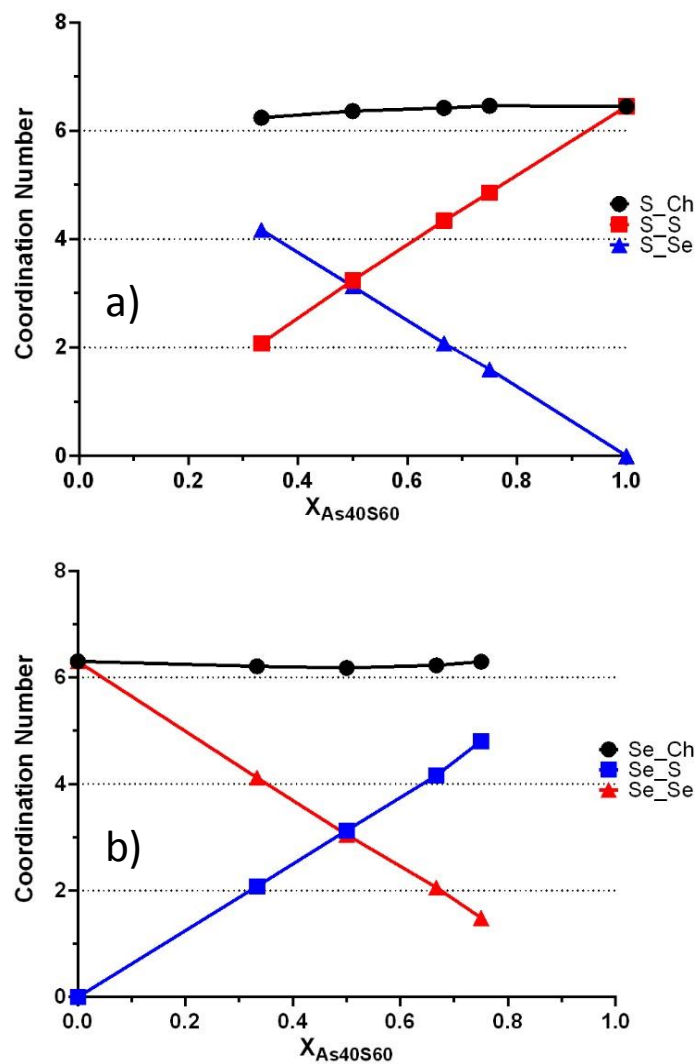 8
6
4
2
0
Coordination Number
a)
S_Ch
S_S
S_Se
0.0 0.2 0.4 0.6 0.8 1.0
XAs40S60
8
6
4
2
0
Coordination Number
b)
Se_Ch
Se_S
Se_Se
0.0 0.2 0.4 0.6 0.8 1.0
XAs40S60